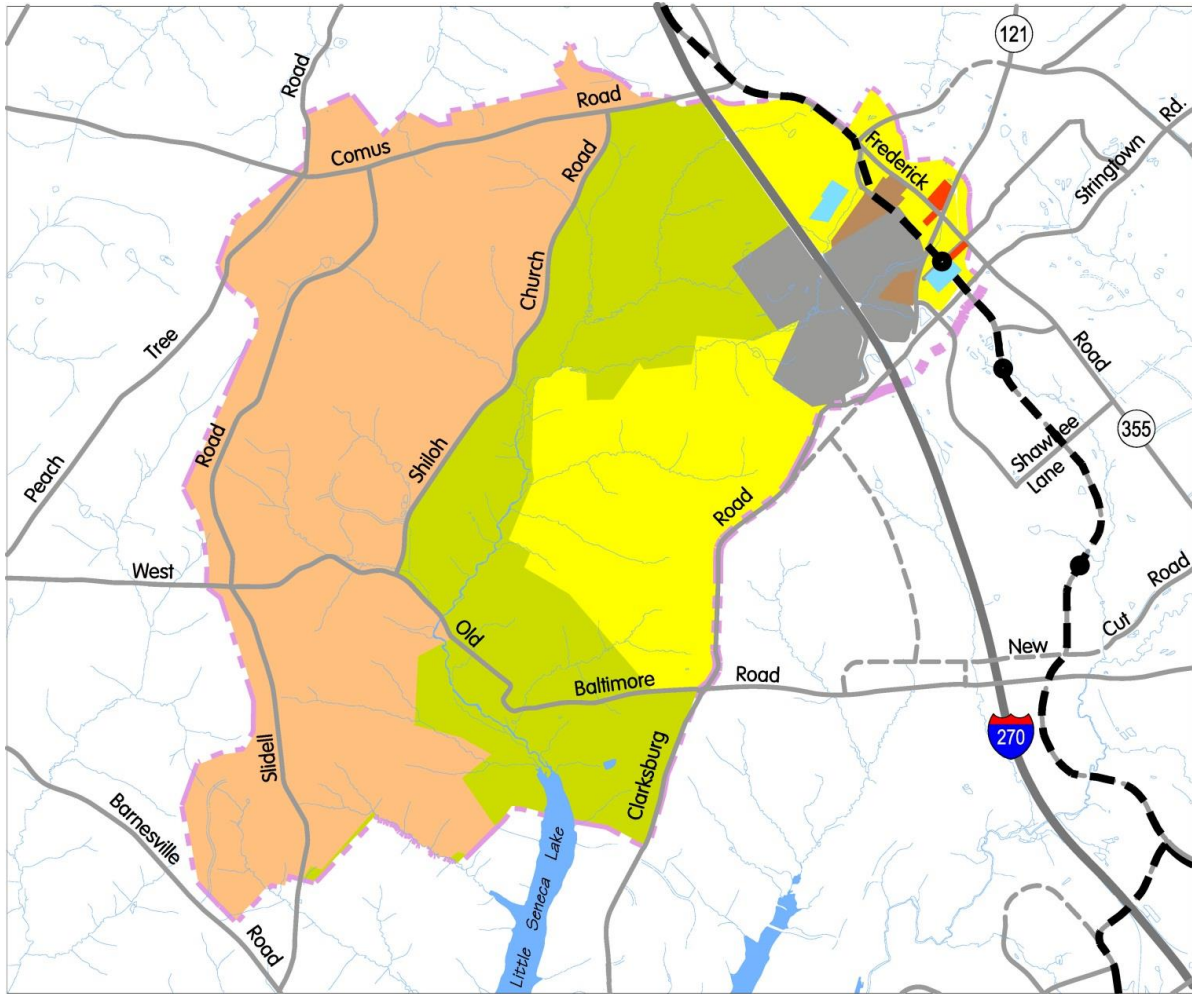 121
Road
Rd.
Road
Comus
Frederick
Stringtown
Road
Church
Tree
Road
Road
Shiloh
355
Shawnee
Lane
Peach
Road
West
Road
Old
Cut
New
Baltimore
Road
270
Slidell
Clarksburg
Barnesville
Little Seneca Lake
Road